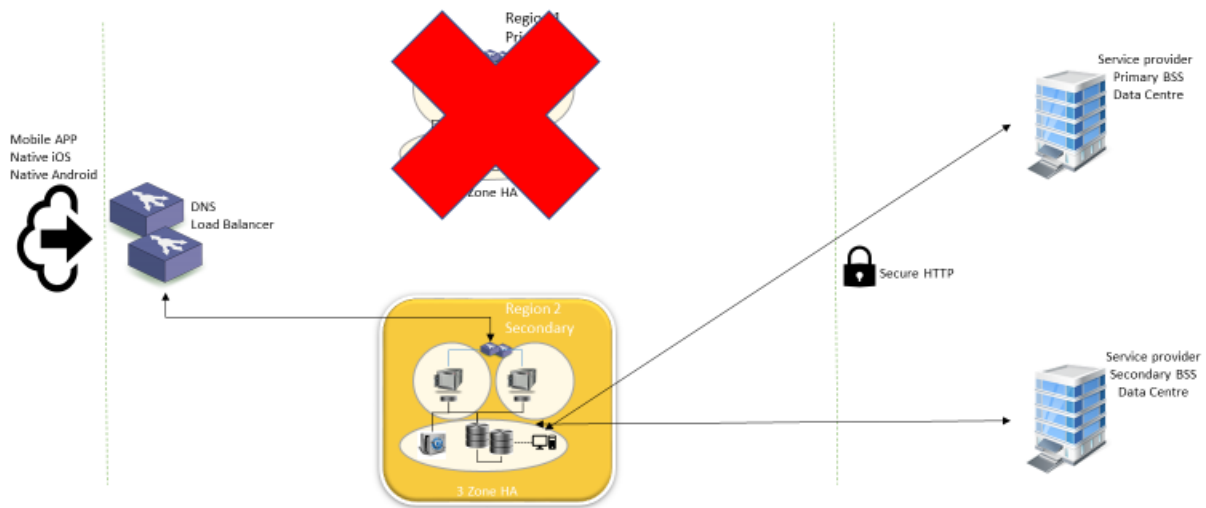 Mobile APP
Native iOS
Native Android
DNS
Load Balancer
Region
Zone HA
Region 2
Secondary
3 Zone HA
Secure HTTP
Service provider
Primary BSS
Data Centre
Service provider
Secondary BSS
Data Centre